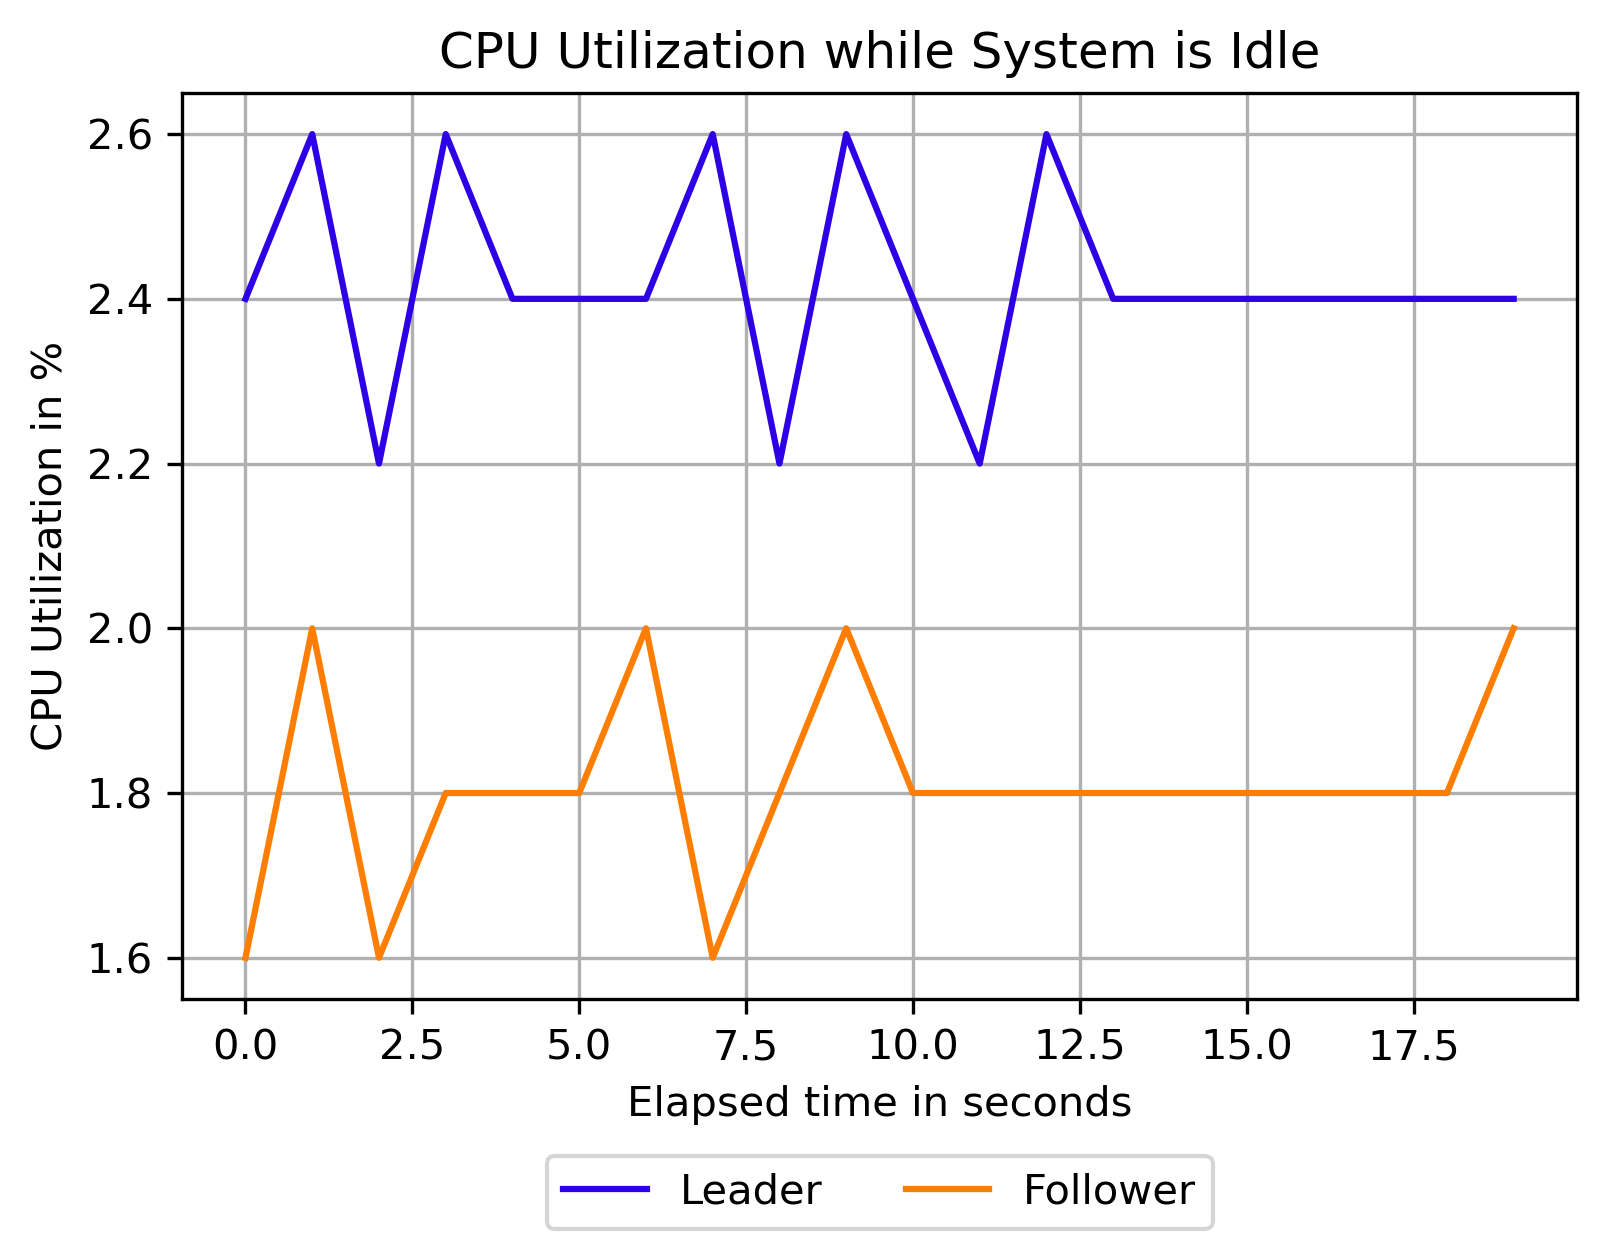 CPU Utilization while System is Idle
CPU Utilization in %
2.6
2.4
2.2
2.0
1.8
1.6
0.0 2.5 5.0 7.5 10.0 12.5 15.0 17.5
Elapsed time in seconds
Leader Follower